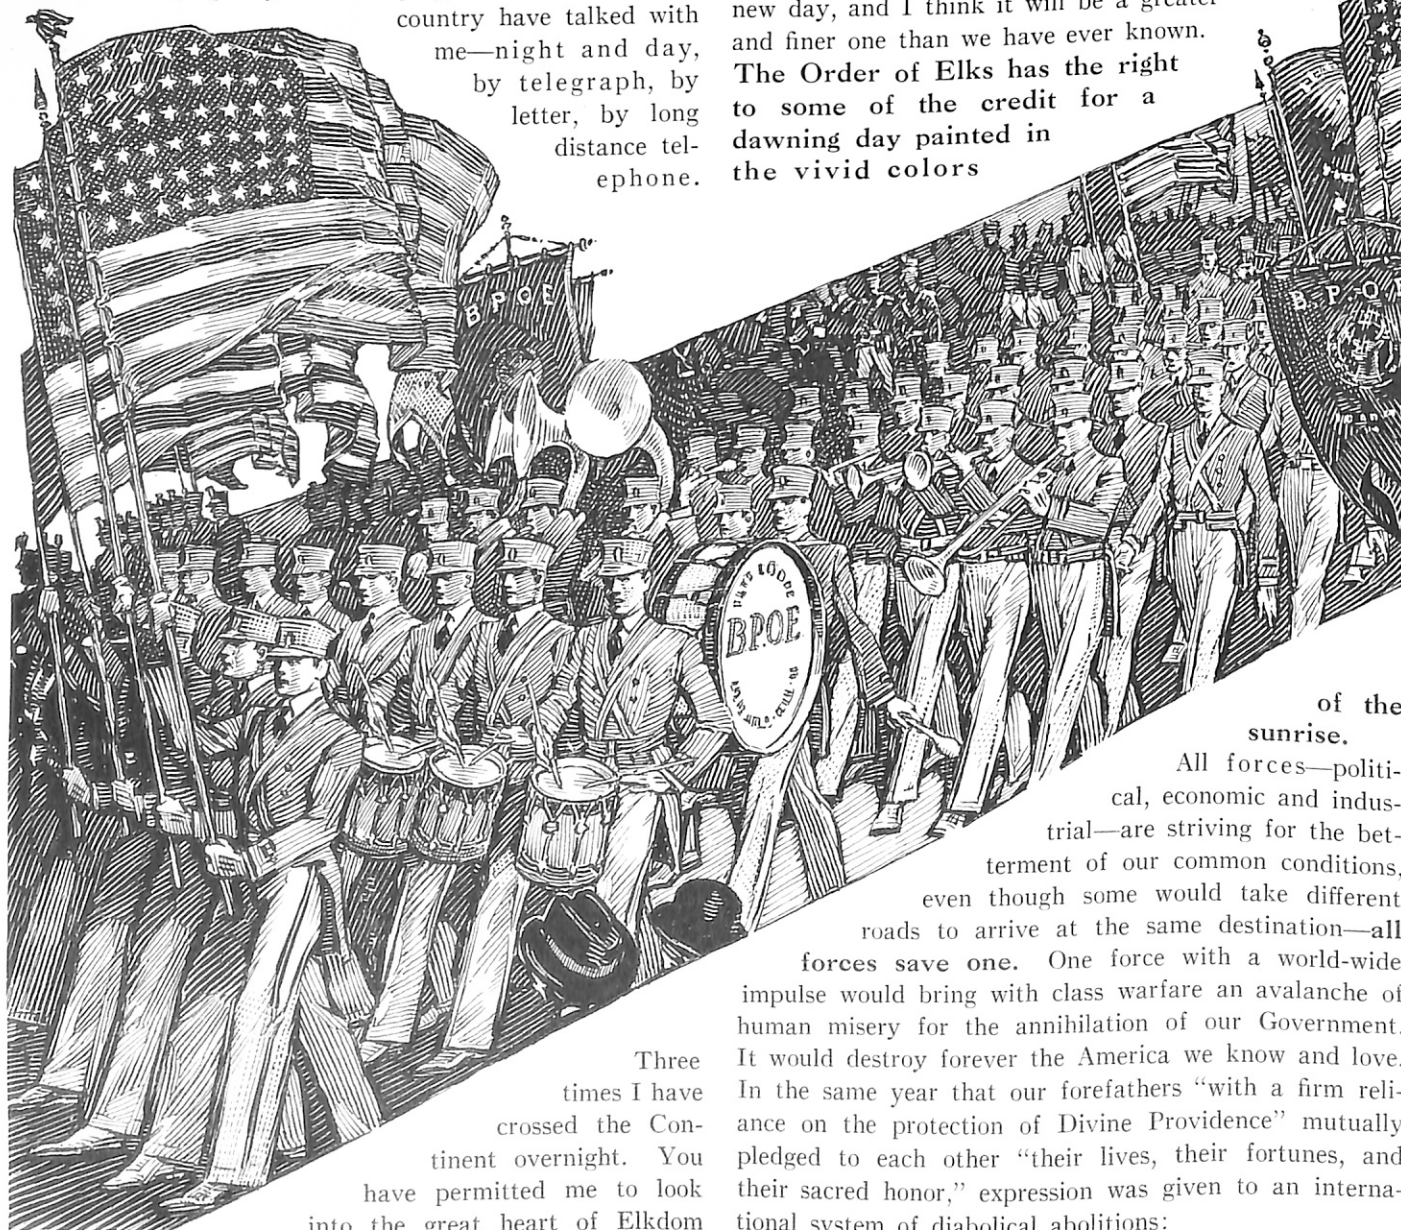 country have talked with
me—night and day,
by telegraph, by
letter, by long
distance tel-
ephone.
Three
times I have
crossed the Con-
tinent overnight. You
have permitted me to look
into the great heart of Elkdom
new day, and I think it will be a greater
and finer one than we have ever known.
The Order of Elks has the right
to some of the credit for a
dawning day painted in
the vivid colors
of the
sunrise.
All forces—politi-
cal, economic and indus-
trial—are striving for the bet-
terment of our common conditions,
even though some would take different
roads to arrive at the same destination—all
forces save one. One force with a world-wide
impulse would bring with class warfare an avalanche of
human misery for the annihilation of our Government.
It would destroy forever the America we know and love.
In the same year that our forefathers “with a firm reli-
ance on the protection of Divine Providence” mutually
pledged to each other “their lives, their fortunes, and
their sacred honor,” expression was given to an interna-
tional system of diabolical abolitions:
B P O E
LODGE
B.P.O.E
B. P. O. E